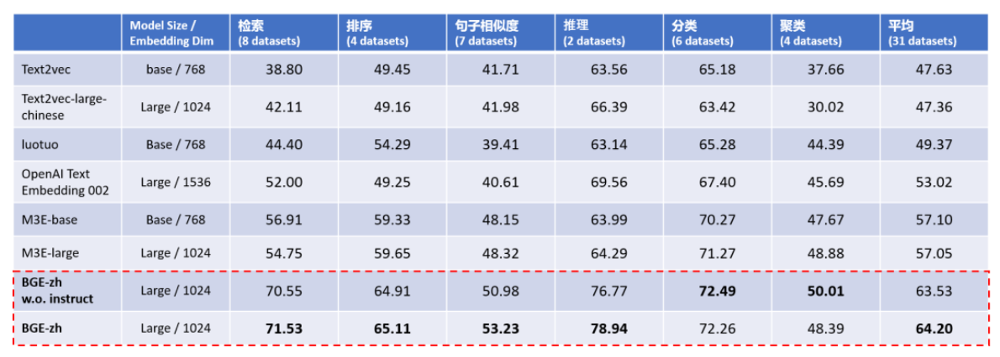 Model Size / Embedding Dim 检索 (8 datasets) 排序 (4 datasets) 句子相似度 (7 datasets) 推理 (2 datasets) 分类 (6 datasets) 聚类 (4 datasets) 平均 (31 datasets)
Text2vec base / 768 38.80 49.45 41.71 63.56 65.18 37.66 47.63
Text2vec-large-chinese Large / 1024 42.11 49.16 41.98 66.39 63.42 30.02 47.36
luotuo Base / 768 44.40 54.29 39.41 63.14 65.28 44.39 49.37
OpenAI Text Embedding 002 Large / 1536 52.00 49.25 40.61 69.56 67.40 45.69 53.02
M3E-base Base / 768 56.91 59.33 48.15 63.99 70.27 47.67 57.10
M3E-large Large / 1024 54.75 59.65 48.32 64.29 71.27 48.88 57.05
BGE-zh w.o. instruct Large / 1024 70.55 64.91 50.98 76.77 72.49 50.01 63.53
BGE-zh Large / 1024 71.53 65.11 53.23 78.94 72.26 48.39 64.20